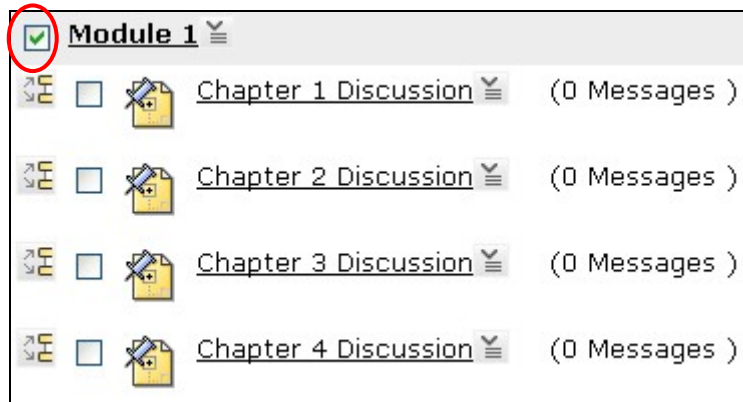 Module 1
Chapter 1 Discussion (0 Messages )
Chapter 2 Discussion (0 Messages )
Chapter 3 Discussion (0 Messages )
Chapter 4 Discussion (0 Messages )